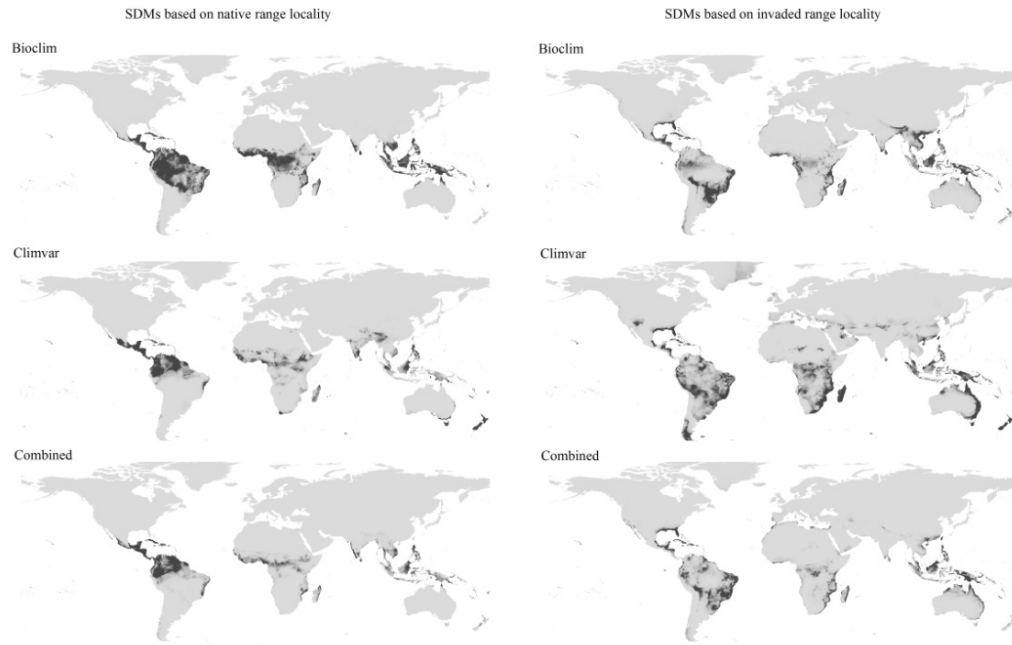 SDMs based on native range locality
SDMs based on invaded range locality
Bioclim
Bioclim
Climvar
Climvar
Combined
Combined